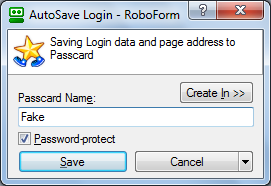 AutoSave Login - RoboForm
Saving Login data and page address to
Passcard
Passcard Name:
Create In >>
Fake
Password-protect
Save
Cancel